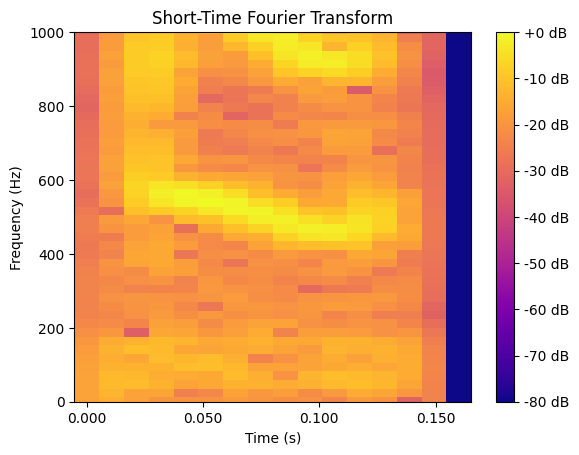 Short-Time Fourier Transform
1000
800
600
400
200
0
Frequency (Hz)
0.000
0.050
0.100
0.150
Time (s)
+0 dB
-10 dB
-20 dB
-30 dB
-40 dB
-50 dB
-60 dB
-70 dB
-80 dB